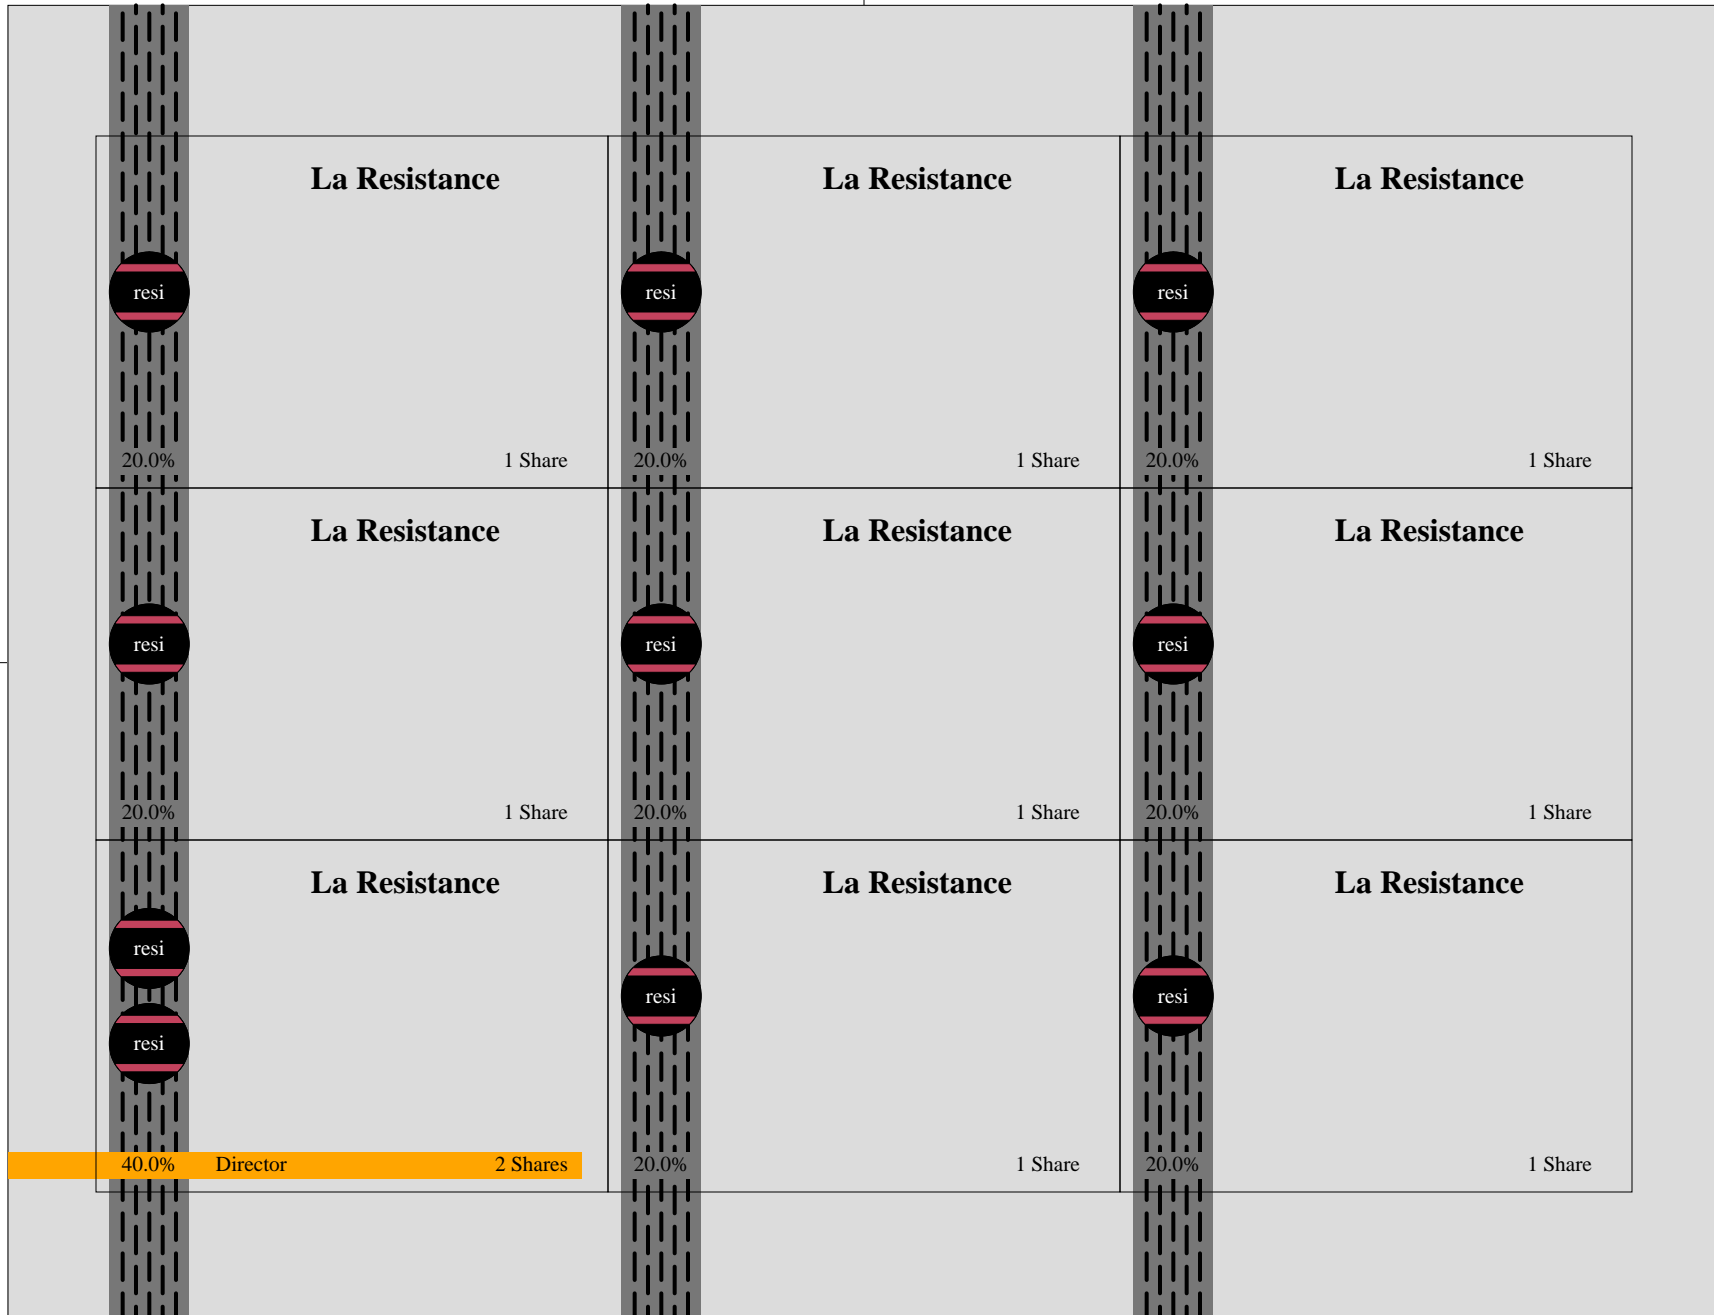 La Resistance
resi
20.0% 1 Share
La Resistance
resi
20.0% 1 Share
La Resistance
resi
20.0% 1 Share
La Resistance
resi
20.0% 1 Share
La Resistance
resi
20.0% 1 Share
La Resistance
resi
20.0% 1 Share
La Resistance
resi
resi
40.0% Director 2 Shares
La Resistance
resi
20.0% 1 Share
La Resistance
resi
20.0% 1 Share